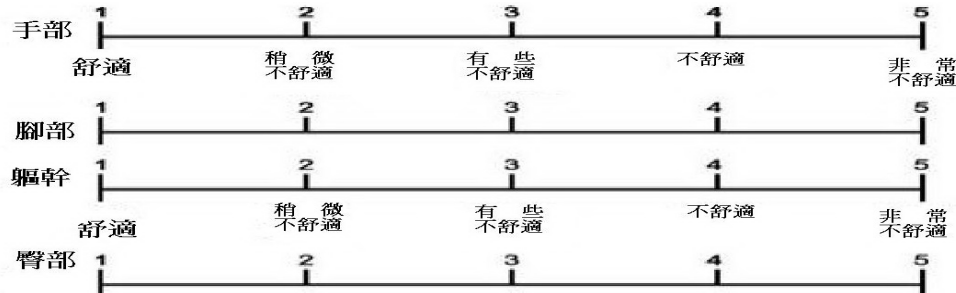 手部 1 2 3 4 5
舒適 稍微不舒適 有些不舒適 不舒適 非常不舒適
腳部 1 2 3 4 5
軀幹 1 2 3 4 5
舒適 稍微不舒適 有些不舒適 不舒適 非常不舒適
臀部 1 2 3 4 5